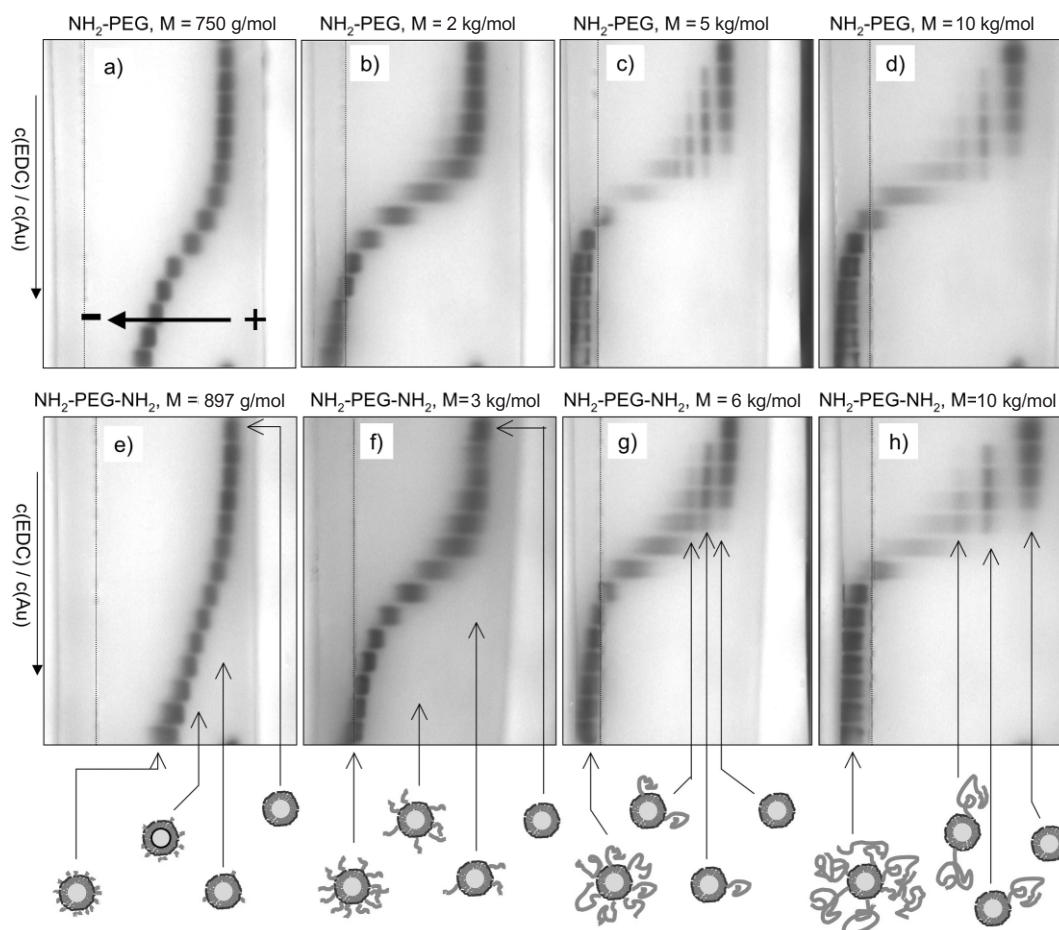 NH₂-PEG, M = 750 g/mol
NH₂-PEG, M = 2 kg/mol
NH₂-PEG, M = 5 kg/mol
NH₂-PEG, M = 10 kg/mol
a)
b)
c)
d)
c(EDC) / c(Au)
- +
NH₂-PEG-NH₂, M = 897 g/mol
NH₂-PEG-NH₂, M= 3 kg/mol
NH₂-PEG-NH₂, M= 6 kg/mol
NH₂-PEG-NH₂, M=10 kg/mol
e)
f)
g)
h)
c(EDC) / c(Au)